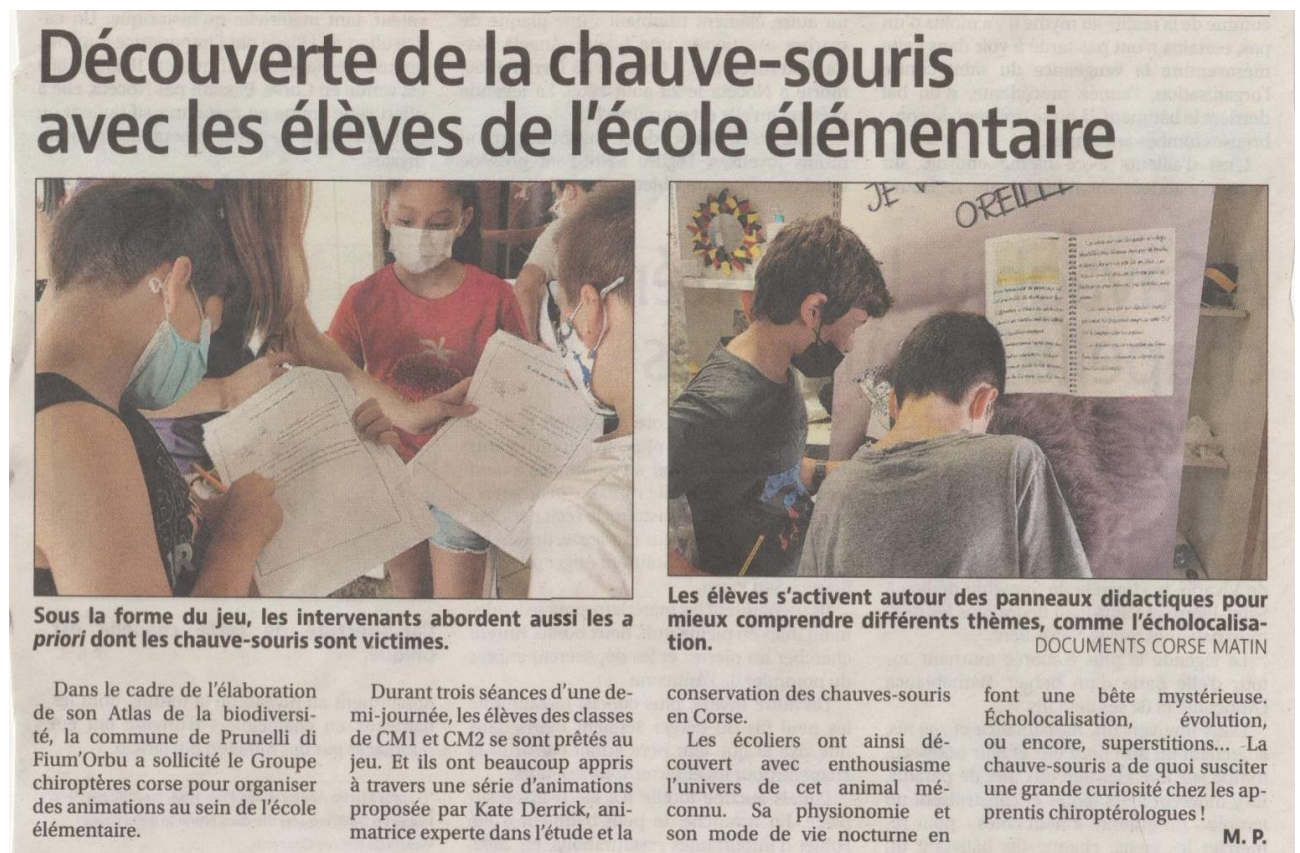 Découverte de la chauve-souris
avec les élèves de l'école élémentaire
JE
OREILLE
Sous la forme du jeu, les intervenants abordent aussi les a
priori dont les chauve-souris sont victimes.
Les élèves s'activent autour des panneaux didactiques pour
mieux comprendre différents thèmes, comme l'écholocalisa-
tion.
DOCUMENTS CORSE MATIN
Dans le cadre de l'élaboration
de son Atlas de la biodiversi-
té, la commune de Prunelli di
Fium'Orbu a sollicité le Groupe
chiroptères corse pour organiser
des animations au sein de l'école
élémentaire.
Durant trois séances d'une de-
mi-journée, les élèves des classes
de CM1 et CM2 se sont prêtés au
jeu. Et ils ont beaucoup appris
à travers une série d'animations
proposée par Kate Derrick, ani-
matrice experte dans l'étude et la
conservation des chauves-souris
en Corse.
Les écoliers ont ainsi dé-
couvert avec enthousiasme
l'univers de cet animal mé-
connu. Sa physionomie et
son mode de vie nocturne en
font une bête mystérieuse.
Écholocalisation, évolution,
ou encore, superstitions... La
chauve-souris a de quoi susciter
une grande curiosité chez les ap-
prentis chiroptérologues !
M. P.